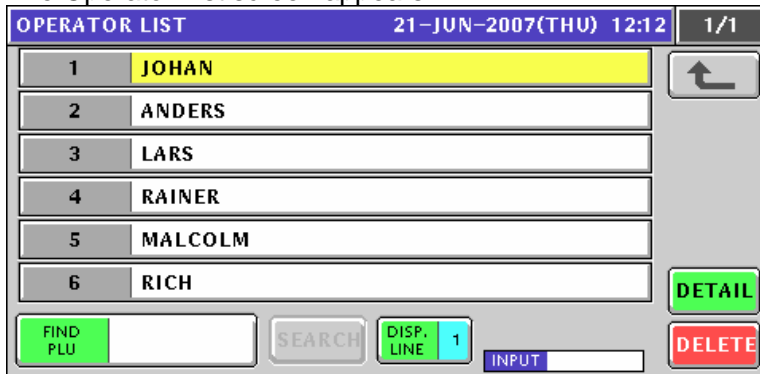 OPERATOR LIST 21-JUN-2007(THU) 12:12 1/1
1 JOHAN
2 ANDERS
3 LARS
4 RAINER
5 MALCOLM
6 RICH
DETAIL
FIND PLU SEARCH DISP. LINE 1 INPUT DELETE